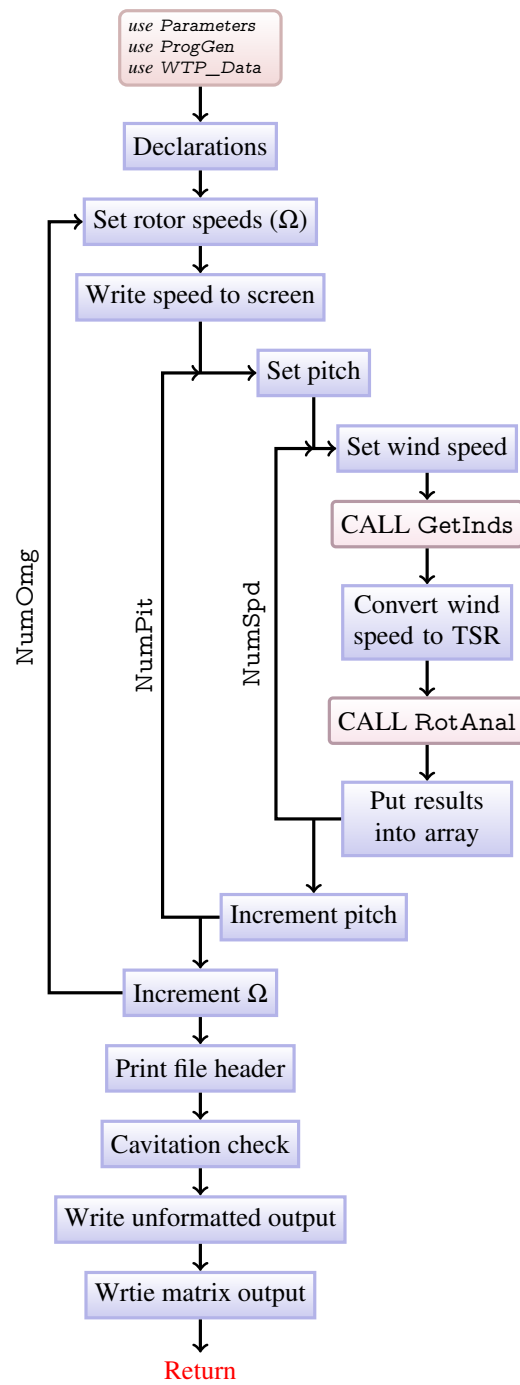 use Parameters
use ProgGen
use WTP_Data
Declarations
Set rotor speeds (Ω)
Write speed to screen
Set pitch
Set wind speed
CALL GetInds
Convert wind
speed to TSR
CALL RotAnal
Put results
into array
NumOmg
NumPit
NumSpd
Increment pitch
Increment Ω
Print file header
Cavitation check
Write unformatted output
Wrtie matrix output
Return